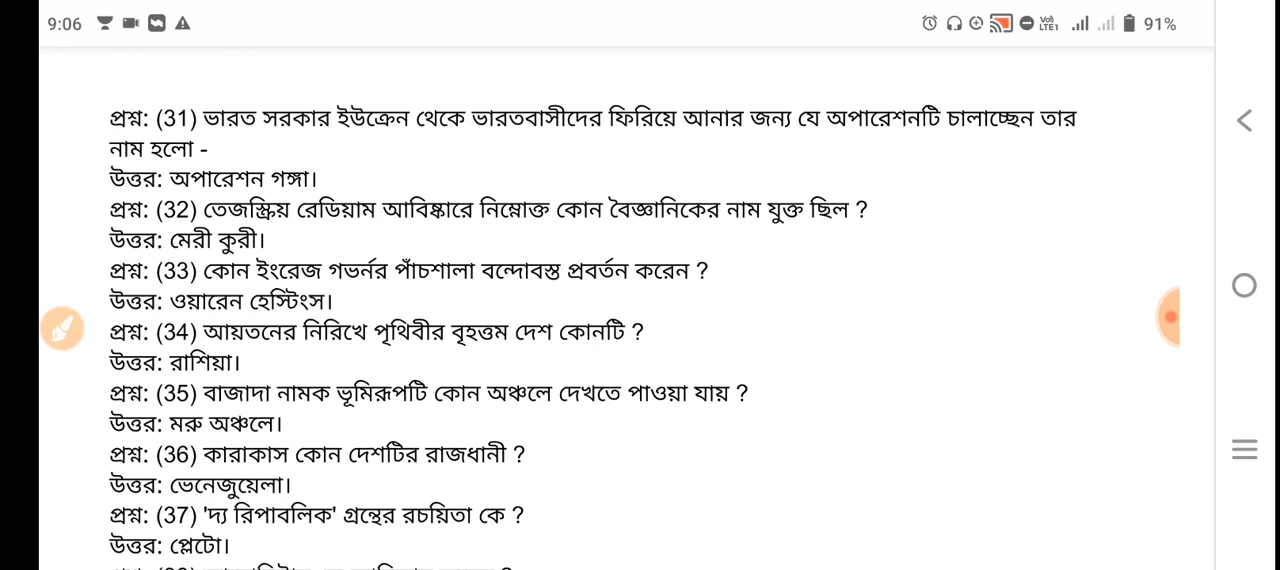 9:06
Vo)) LTE1
91%
প্রশ্ন: (31) ভারত সরকার ইউক্রেন থেকে ভারতবাসীদের ফিরিয়ে আনার জন্য যে অপারেশনটি চালাচ্ছেন তার
নাম হলো -
উত্তর: অপারেশন গঙ্গা।
প্রশ্ন: (32) তেজস্ক্রিয় রেডিয়াম আবিষ্কারে নিম্নোক্ত কোন বৈজ্ঞানিকের নাম যুক্ত ছিল ?
উত্তর: মেরী কুরী।
প্রশ্ন: (33) কোন ইংরেজ গভর্নর পাঁচশালা বন্দোবস্ত প্রবর্তন করেন ?
উত্তর: ওয়ারেন হেস্টিংস।
প্রশ্ন: (34) আয়তনের নিরিখে পৃথিবীর বৃহত্তম দেশ কোনটি ?
উত্তর: রাশিয়া।
প্রশ্ন: (35) বাজাদা নামক ভূমিরূপটি কোন অঞ্চলে দেখতে পাওয়া যায় ?
উত্তর: মরু অঞ্চলে।
প্রশ্ন: (36) কারাকাস কোন দেশটির রাজধানী ?
উত্তর: ভেনেজুয়েলা।
প্রশ্ন: (37) 'দ্য রিপাবলিক' গ্রন্থের রচয়িতা কে ?
উত্তর: প্লেটো।